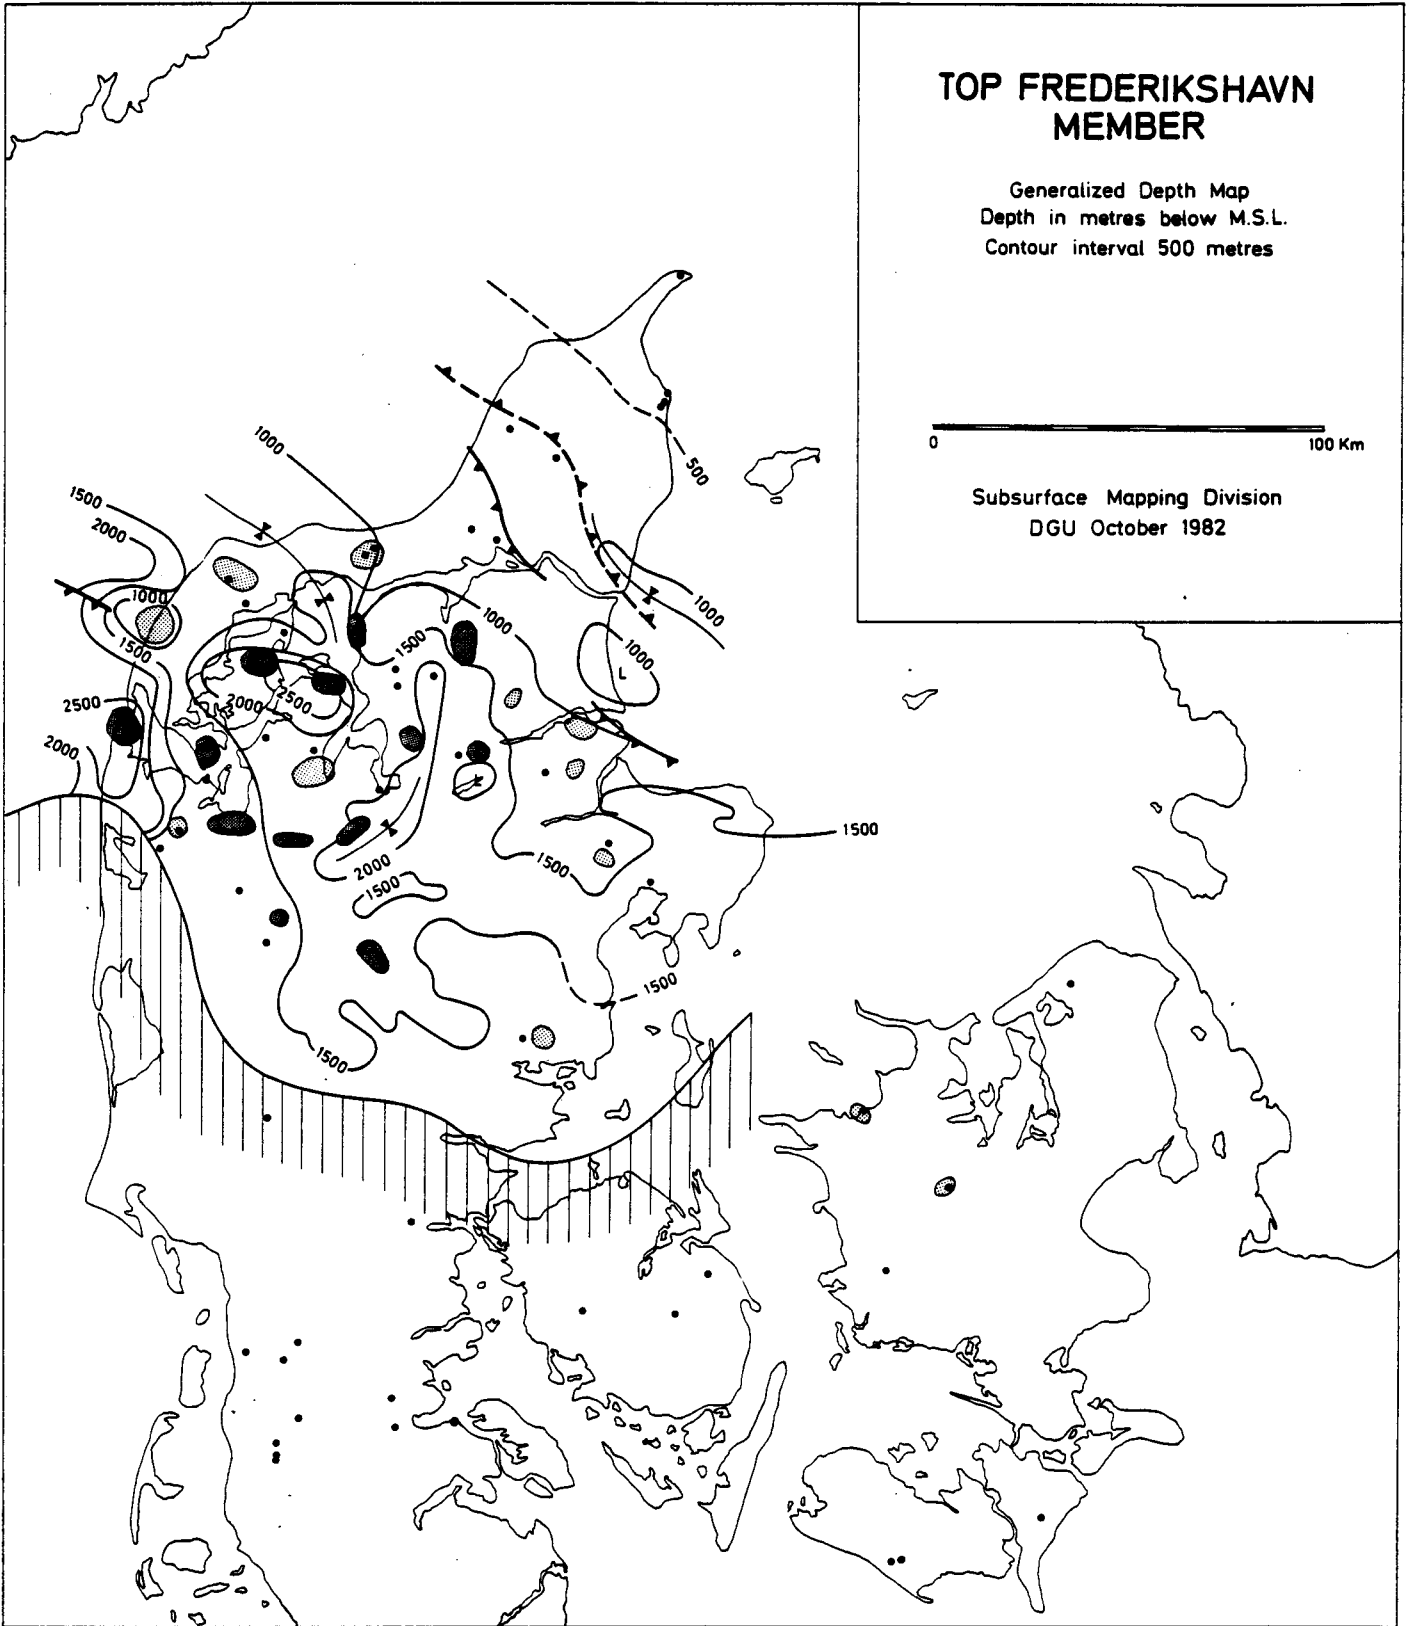 TOP FREDERIKSHAVN
MEMBER
Generalized Depth Map
Depth in metres below M.S.L.
Contour interval 500 metres
0
100 Km
Subsurface Mapping Division
DGU October 1982
1000
500
1500
2000
1000
1000
1000
1500
1500
1000
2500
2000
2500
2000
1500
1500
2000
1500
1500
1500